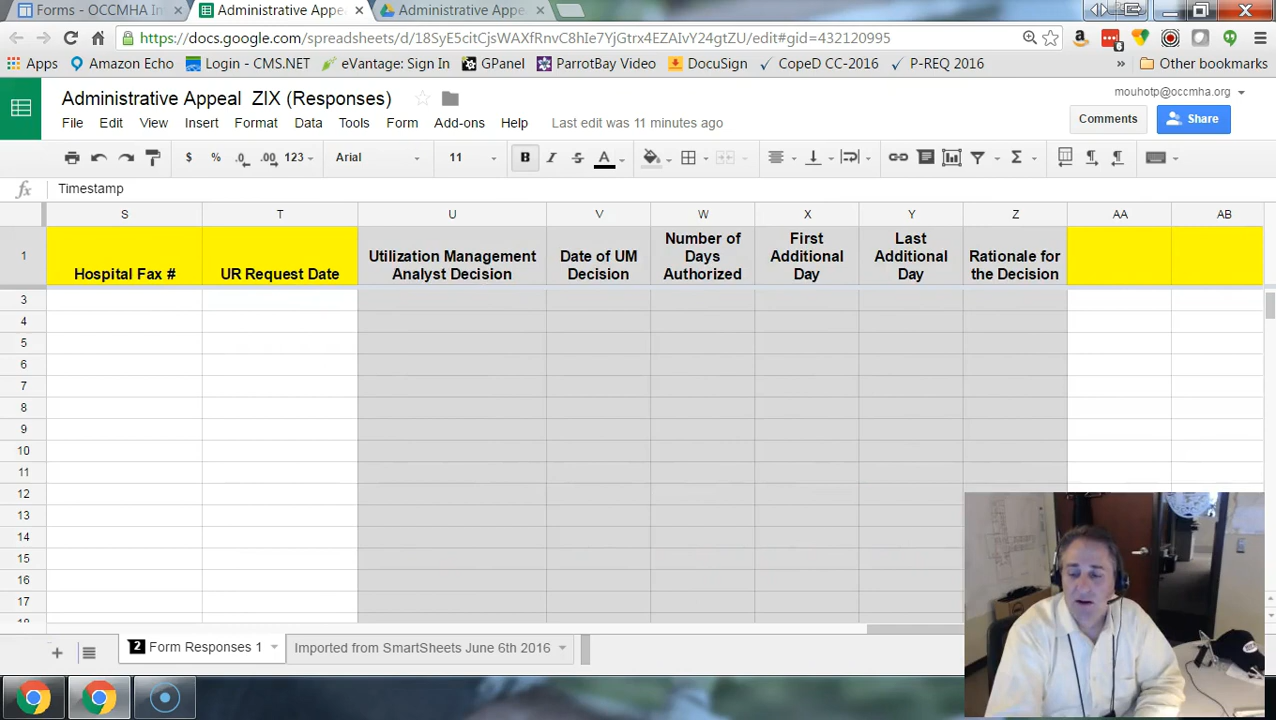 Forms - OCCMHA In
Administrative Appea
Administrative Appe
https://docs.google.com/spreadsheets/d/18SyE5dtCjsWAXfRnvC8hIe7YjGtrx4EZAIvY24gtZU/edit#gid=432120995
6
Apps
Amazon Echo
Login - CMS.NET
eVantage: Sign In
GPanel
ParrotBay Video
DocuSign
CopeD CC-2016
P-REQ 2016
»
Other bookmarks
Administrative Appeal ZIX (Responses)
mouhotp@occmha.org
File Edit View Insert Format Data Tools Form Add-ons Help Last edit was 11 minutes ago
Comments
Share
$ % .0 .00 123 Arial 11 B I S A Σ
fx Timestamp
S T U V W X Y Z AA AB
1
Hospital Fax #
UR Request Date
Utilization Management
Analyst Decision
Date of UM
Decision
Number of
Days
Authorized
First
Additional
Day
Last
Additional
Day
Rationale for
the Decision
3
4
5
6
7
8
9
10
11
12
13
14
15
16
17
2 Form Responses 1
Imported from SmartSheets June 6th 2016